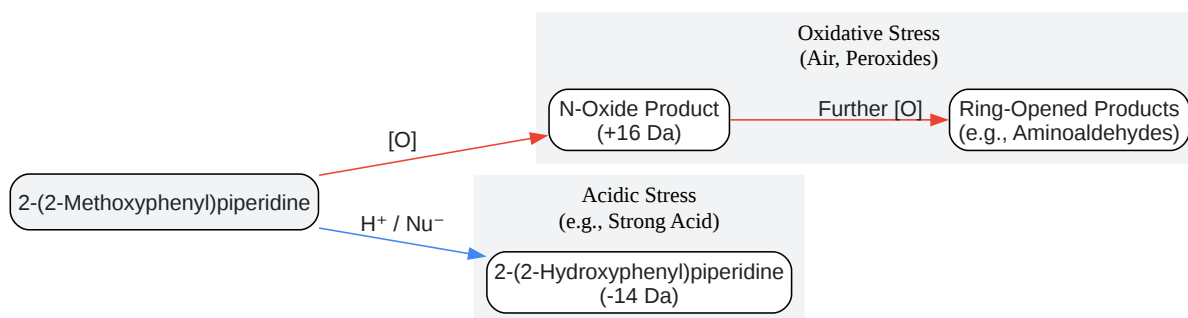 Oxidative Stress
(Air, Peroxides)
N-Oxide Product
(+16 Da)
Further [O]
Ring-Opened Products
(e.g., Aminoaldehydes)
[O]
2-(2-Methoxyphenyl)piperidine
H⁺ / Nu⁻
Acidic Stress
(e.g., Strong Acid)
2-(2-Hydroxyphenyl)piperidine
(-14 Da)